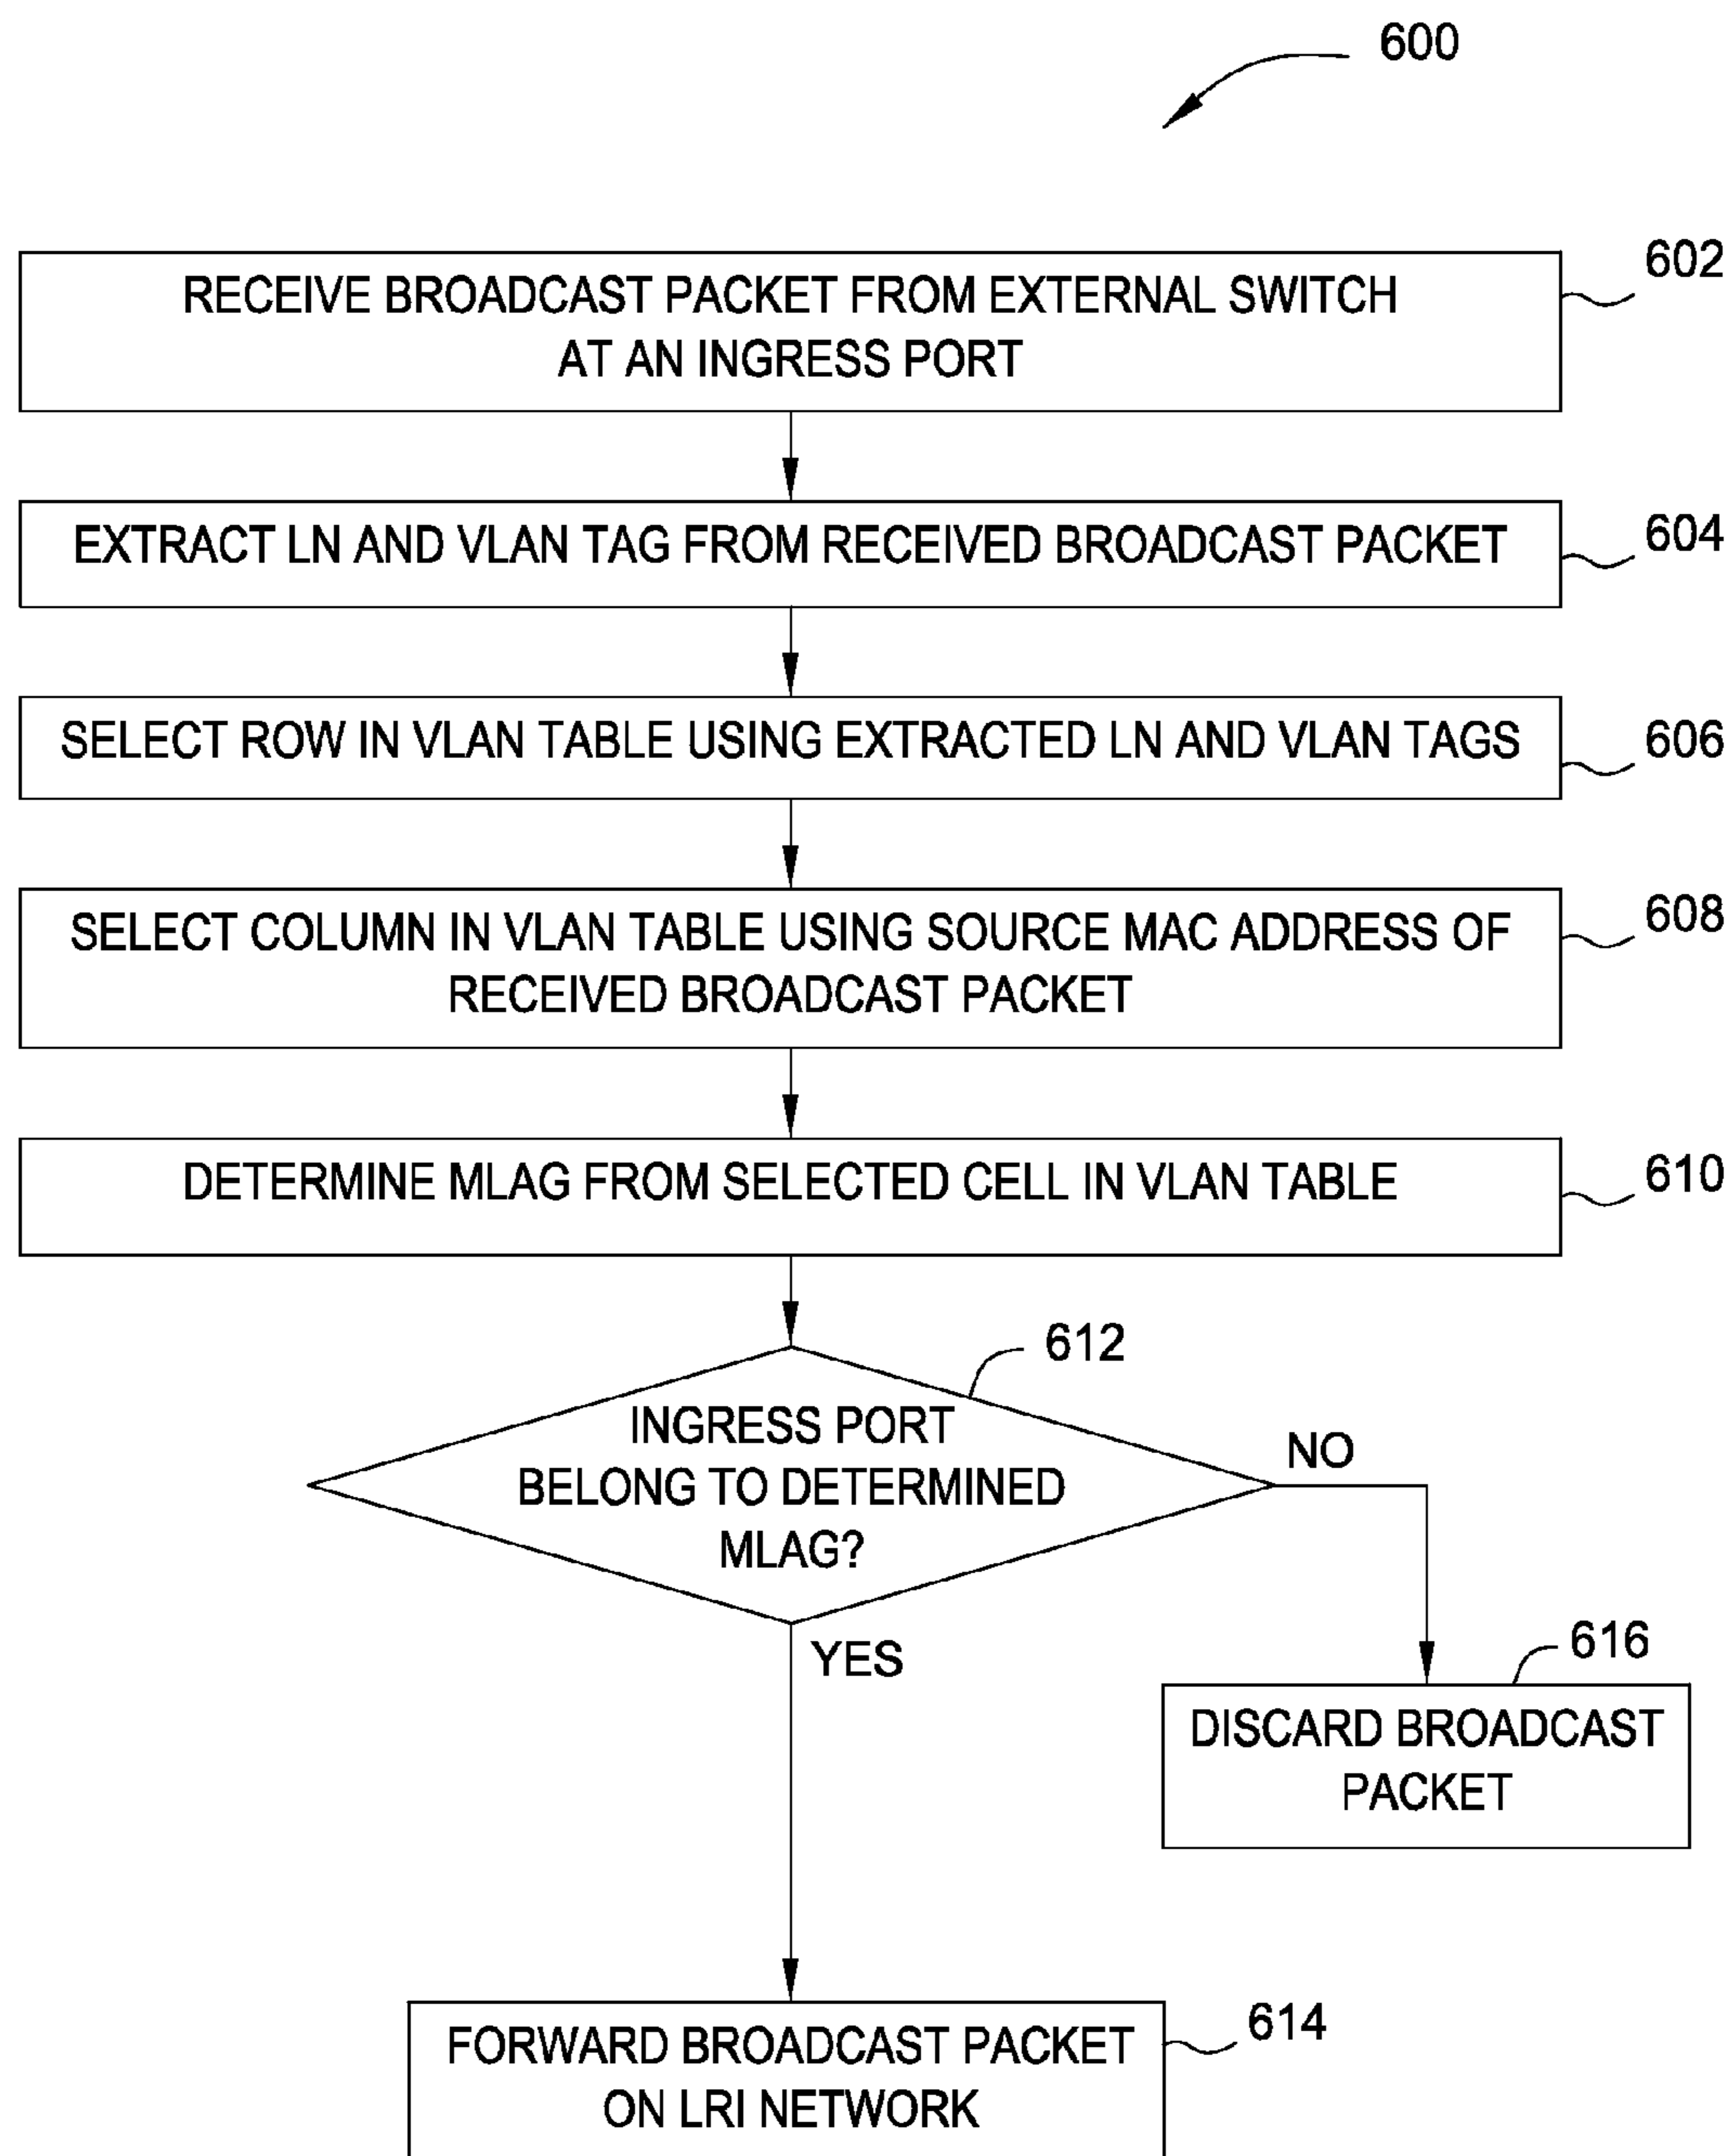 600
RECEIVE BROADCAST PACKET FROM EXTERNAL SWITCH
AT AN INGRESS PORT
602
EXTRACT LN AND VLAN TAG FROM RECEIVED BROADCAST PACKET
604
SELECT ROW IN VLAN TABLE USING EXTRACTED LN AND VLAN TAGS
606
SELECT COLUMN IN VLAN TABLE USING SOURCE MAC ADDRESS OF
RECEIVED BROADCAST PACKET
608
DETERMINE MLAG FROM SELECTED CELL IN VLAN TABLE
610
612
INGRESS PORT
BELONG TO DETERMINED
MLAG?
NO
YES
616
DISCARD BROADCAST
PACKET
FORWARD BROADCAST PACKET
ON LRI NETWORK
614